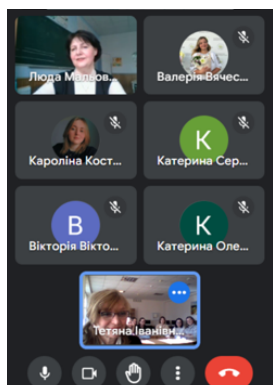 Люда Мальов...
Валерія Вячес...
Кароліна Кост...
К
Катерина Сер...
В
Вікторія Вікто...
К
Катерина Оле...
Тетяна Іванівн...